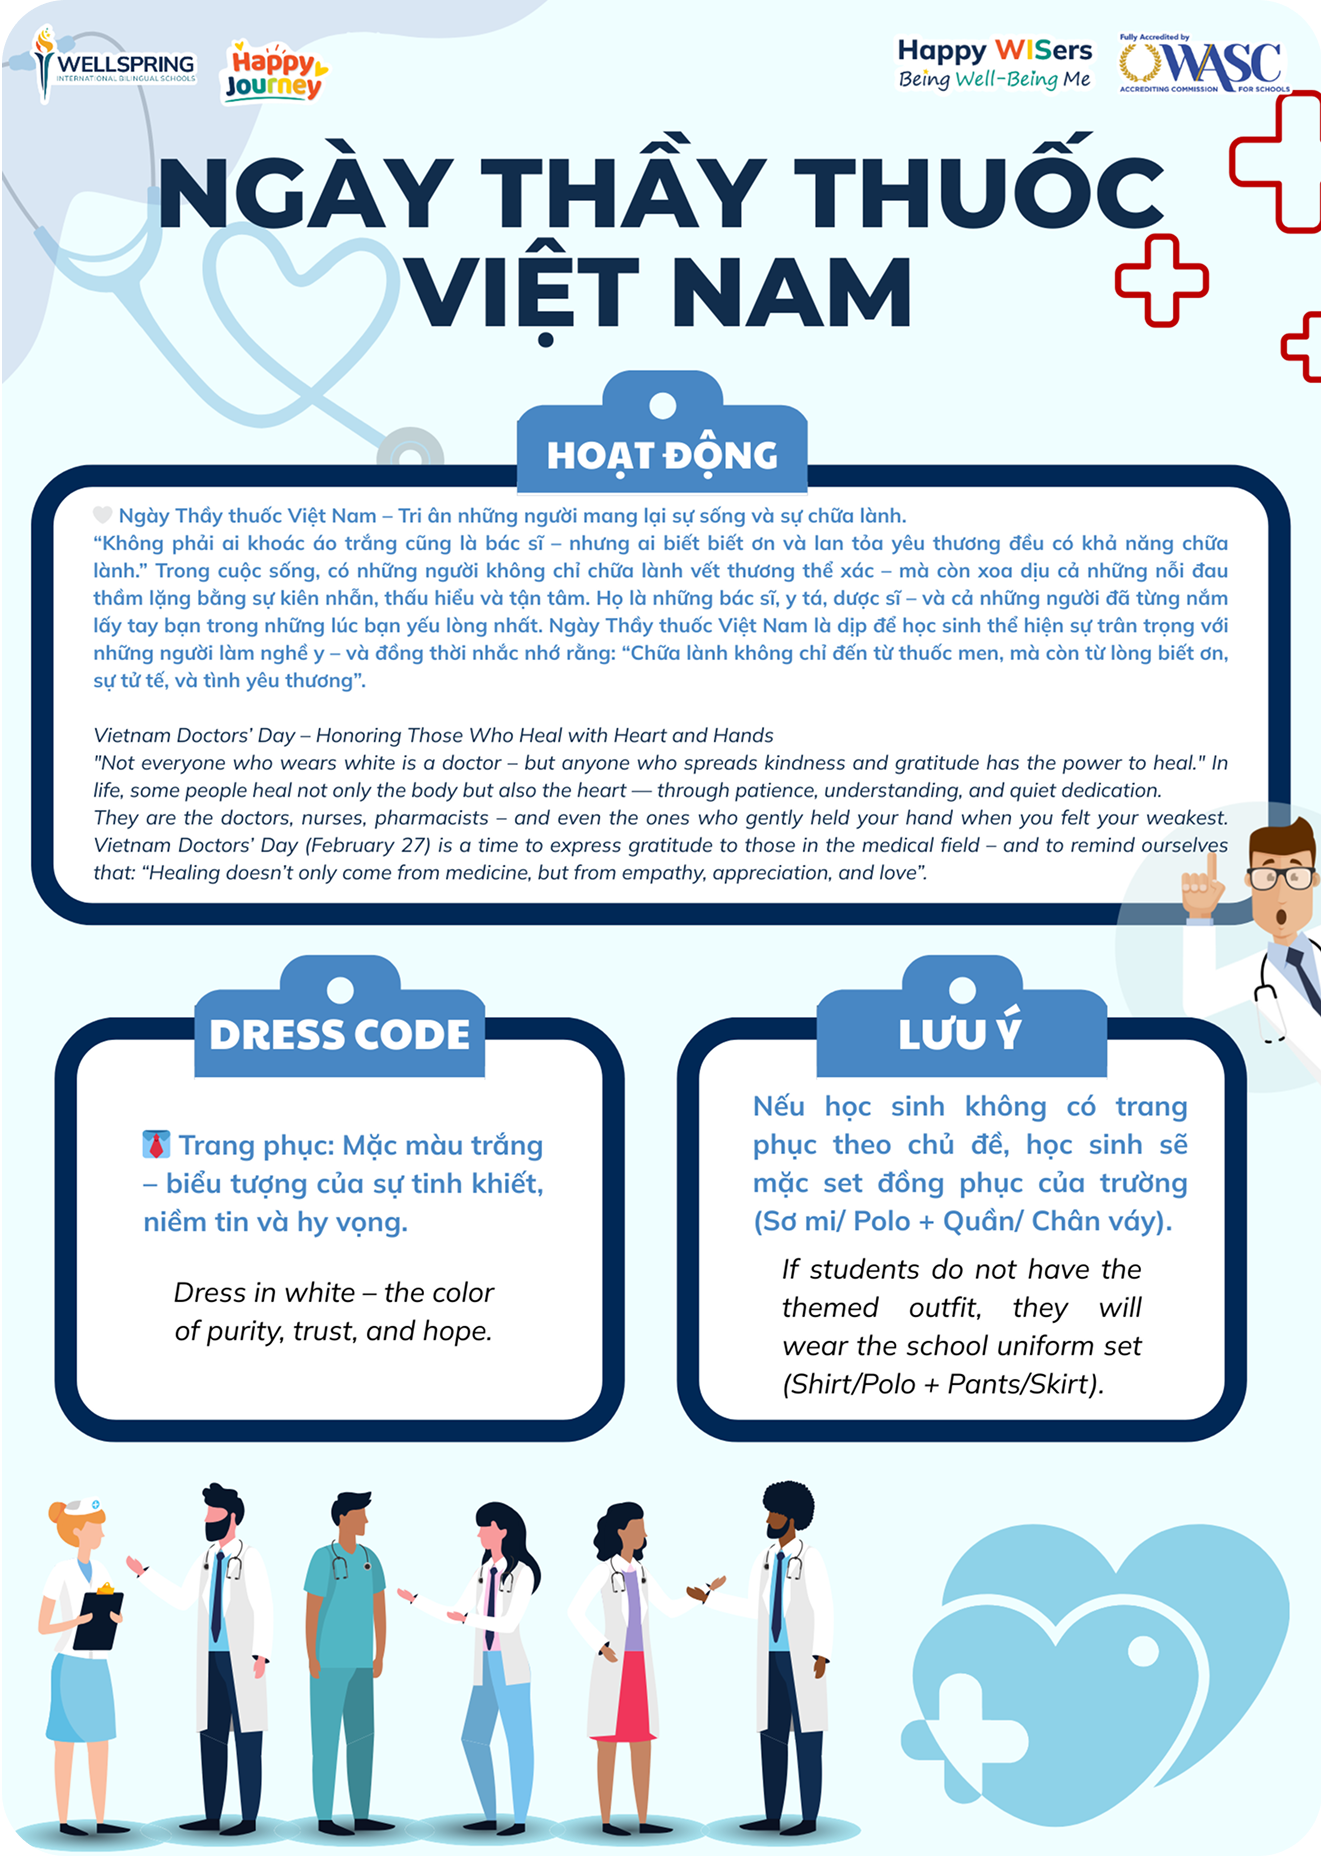 WELLSPRING
INTERNATIONAL BILINGUAL SCHOOLS
Happy
Journey
Happy WISers
Being Well-Being Me
Fully Accredited by
WASC
ACCREDITING COMMISSION FOR SCHOOLS
NGÀY THẦY THUỐC
VIỆT NAM
HOẠT ĐỘNG
Ngày Thầy thuốc Việt Nam – Tri ân những người mang lại sự sống và sự chữa lành.
“Không phải ai khoác áo trắng cũng là bác sĩ – nhưng ai biết biết ơn và lan tỏa yêu thương đều có khả năng chữa
lành.” Trong cuộc sống, có những người không chỉ chữa lành vết thương thể xác – mà còn xoa dịu cả những nỗi đau
thầm lặng bằng sự kiên nhẫn, thấu hiểu và tận tâm. Họ là những bác sĩ, y tá, dược sĩ – và cả những người đã từng nắm
lấy tay bạn trong những lúc bạn yếu lòng nhất. Ngày Thầy thuốc Việt Nam là dịp để học sinh thể hiện sự trân trọng với
những người làm nghề y – và đồng thời nhắc nhớ rằng: “Chữa lành không chỉ đến từ thuốc men, mà còn từ lòng biết ơn,
sự tử tế, và tình yêu thương”.
Vietnam Doctors’ Day – Honoring Those Who Heal with Heart and Hands
"Not everyone who wears white is a doctor – but anyone who spreads kindness and gratitude has the power to heal." In
life, some people heal not only the body but also the heart — through patience, understanding, and quiet dedication.
They are the doctors, nurses, pharmacists – and even the ones who gently held your hand when you felt your weakest.
Vietnam Doctors’ Day (February 27) is a time to express gratitude to those in the medical field – and to remind ourselves
that: “Healing doesn’t only come from medicine, but from empathy, appreciation, and love”.
DRESS CODE
Trang phục: Mặc màu trắng
– biểu tượng của sự tinh khiết,
niềm tin và hy vọng.
Dress in white – the color
of purity, trust, and hope.
LƯU Ý
Nếu học sinh không có trang
phục theo chủ đề, học sinh sẽ
mặc set đồng phục của trường
(Sơ mi/ Polo + Quần/ Chân váy).
If students do not have the
themed outfit, they will
wear the school uniform set
(Shirt/Polo + Pants/Skirt).